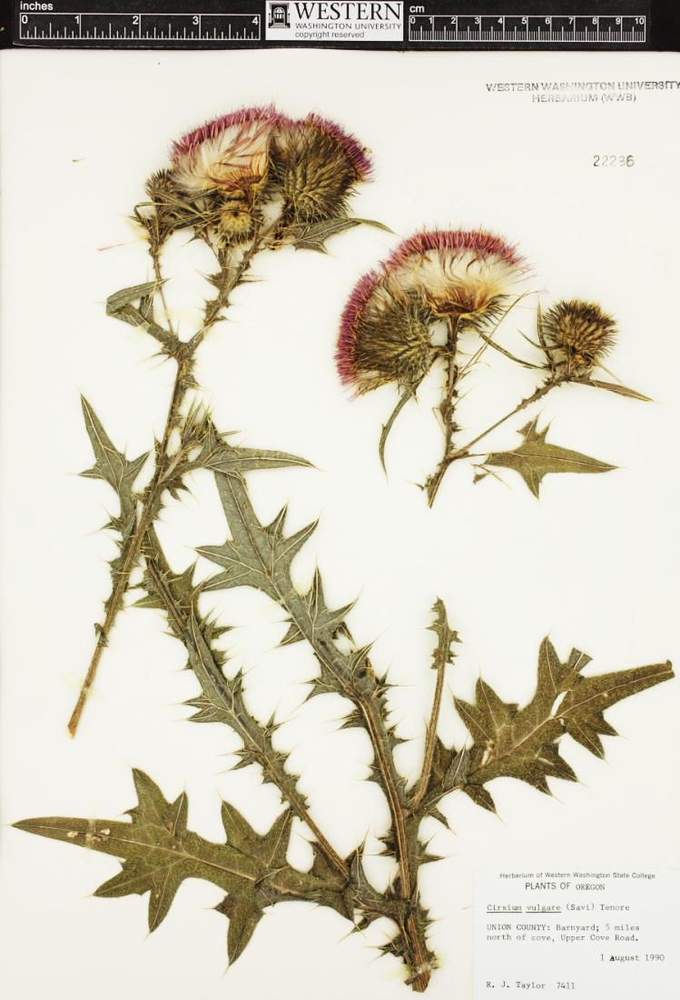 inches
1 2 3 4
WESTERN
WASHINGTON UNIVERSITY
copyright reserved
cm
0 1 2 3 4 5 6 7 8 9 10
WESTERN WASHINGTON UNIVERSITY
HERBARIUM (WWB)
22236
Herbarium of Western Washington State College
PLANTS OF OREGON
Cirsium vulgare (Savi) Tenore
UNION COUNTY: Barnyard; 5 miles
north of cove, Upper Cove Road.
1 August 1990
R. J. Taylor 7411